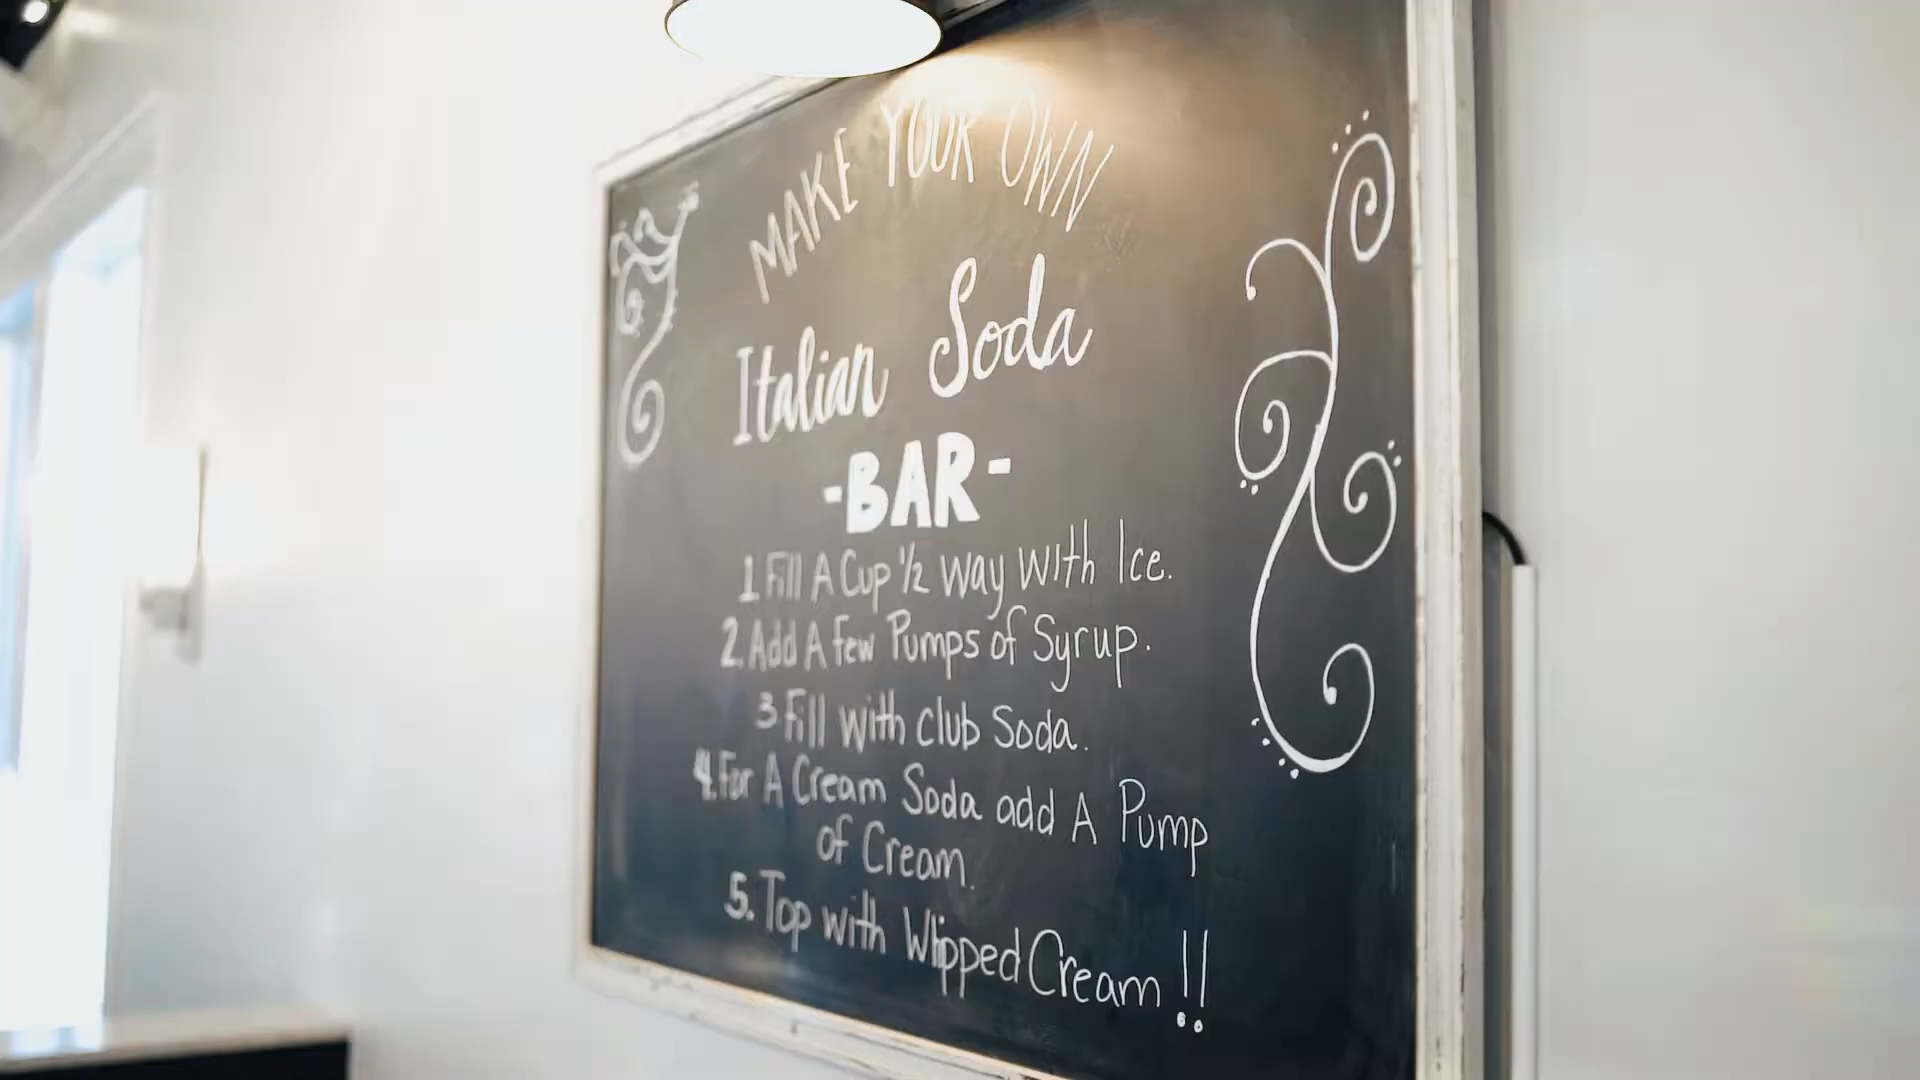 MAKE YOUR OWN
Italian Soda
-BAR-
1 Fill A Cup ½ Way With Ice.
2. Add A Few Pumps of Syrup.
3 Fill With Club Soda.
4. For A Cream Soda add A Pump
of Cream.
5. Top with Whipped Cream!!